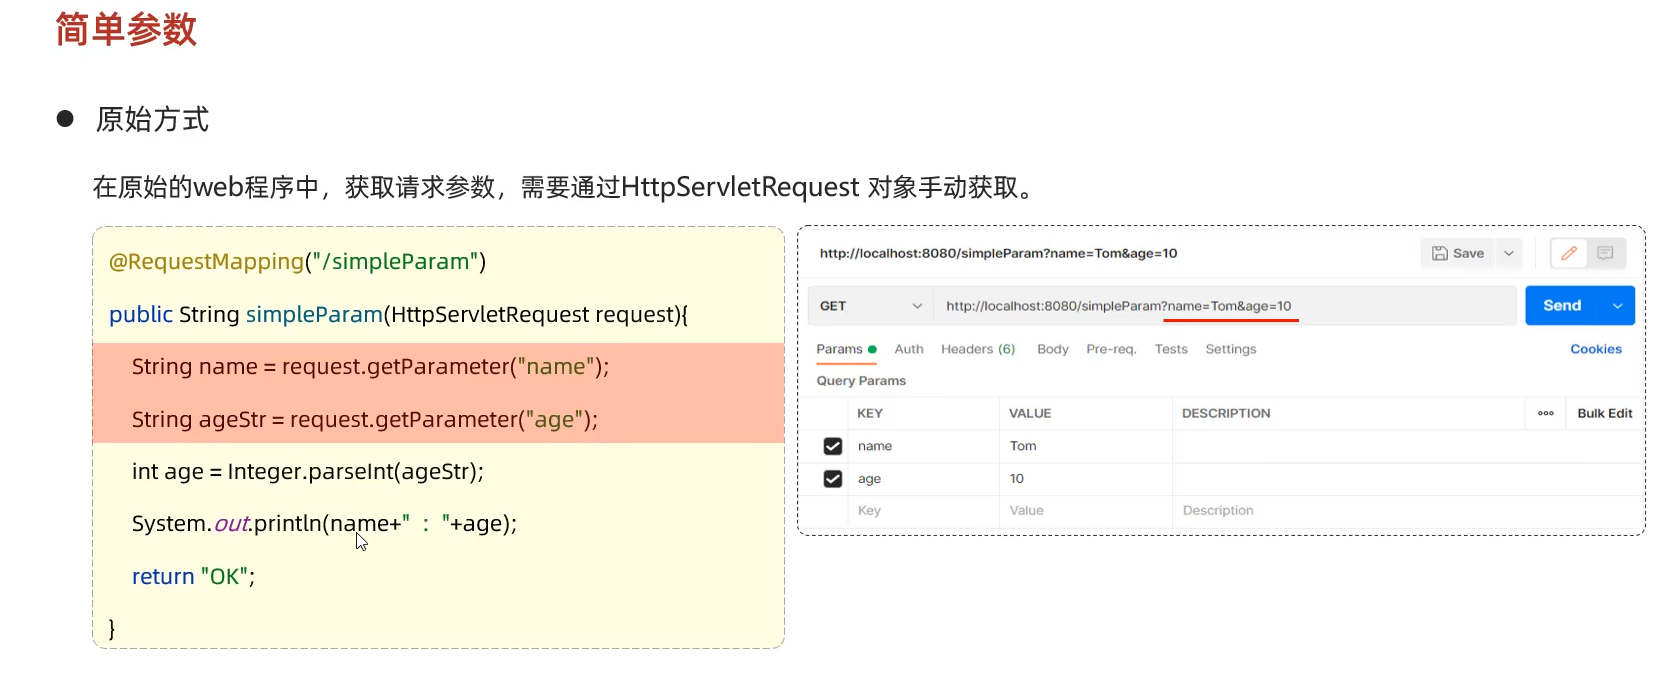 简单参数
● 原始方式
在原始的web程序中，获取请求参数，需要通过HttpServletRequest 对象手动获取。
@RequestMapping("/simpleParam")
public String simpleParam(HttpServletRequest request){
String name = request.getParameter("name");
String ageStr = request.getParameter("age");
int age = Integer.parseInt(ageStr);
System.out.println(name+" : "+age);
return "OK";
}
http://localhost:8080/simpleParam?name=Tom&age=10 Save
GET http://localhost:8080/simpleParam?name=Tom&age=10 Send
Params Auth Headers (6) Body Pre-req. Tests Settings Cookies
Query Params
KEY VALUE DESCRIPTION ooo Bulk Edit
name Tom
age 10
Key Value Description